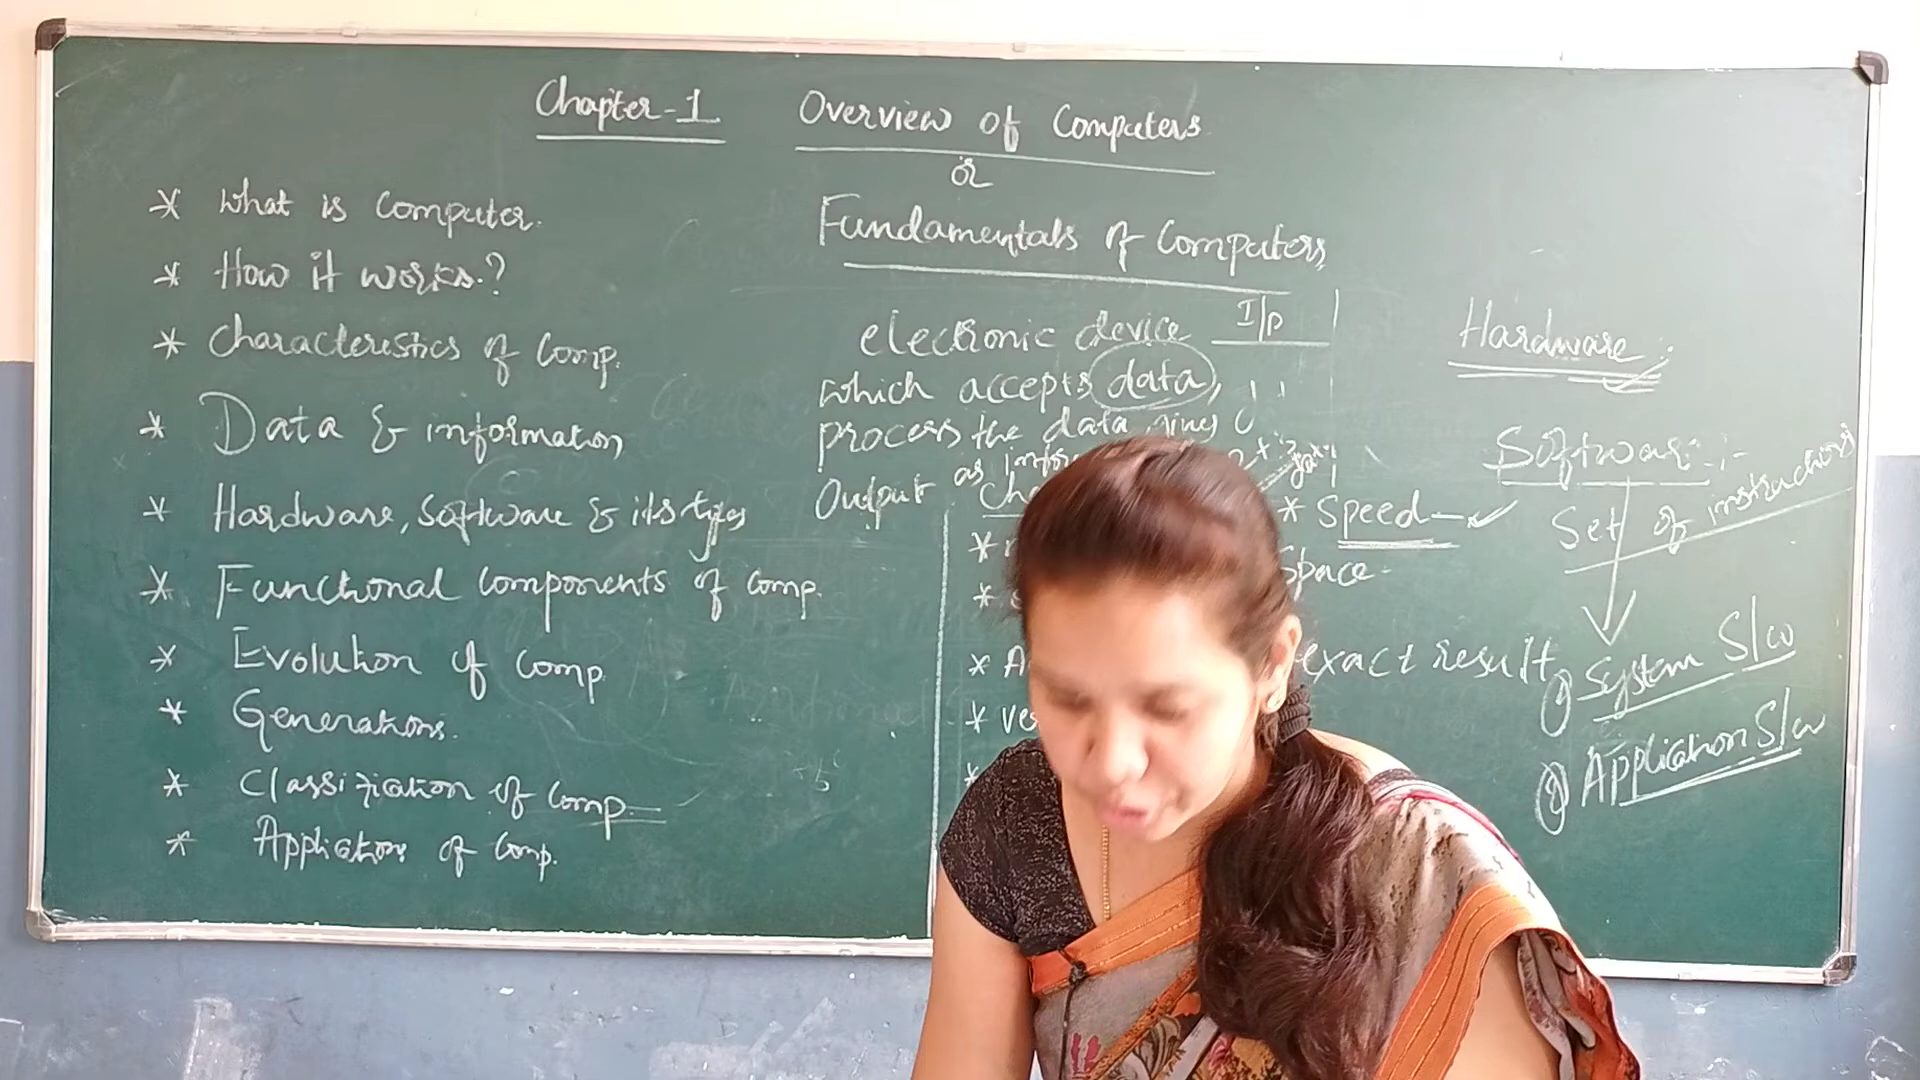 Chapter-1 Overview of Computers
or
Fundamentals of Computers
* What is Computer.
* How it works.?
* Characteristics of Comp.
* Data & information
* Hardware, Software & its types
* Functional Components of Comp.
* Evolution of Comp
* Generations.
* Classification of Comp.
* Applications of Comp.
electronic device I/p
which accepts data,
process the data gives
Output as
* Speed - ✓
Space.
exact result
Hardware :
Software :-
Set of instructions
① System S/w
② Application S/w